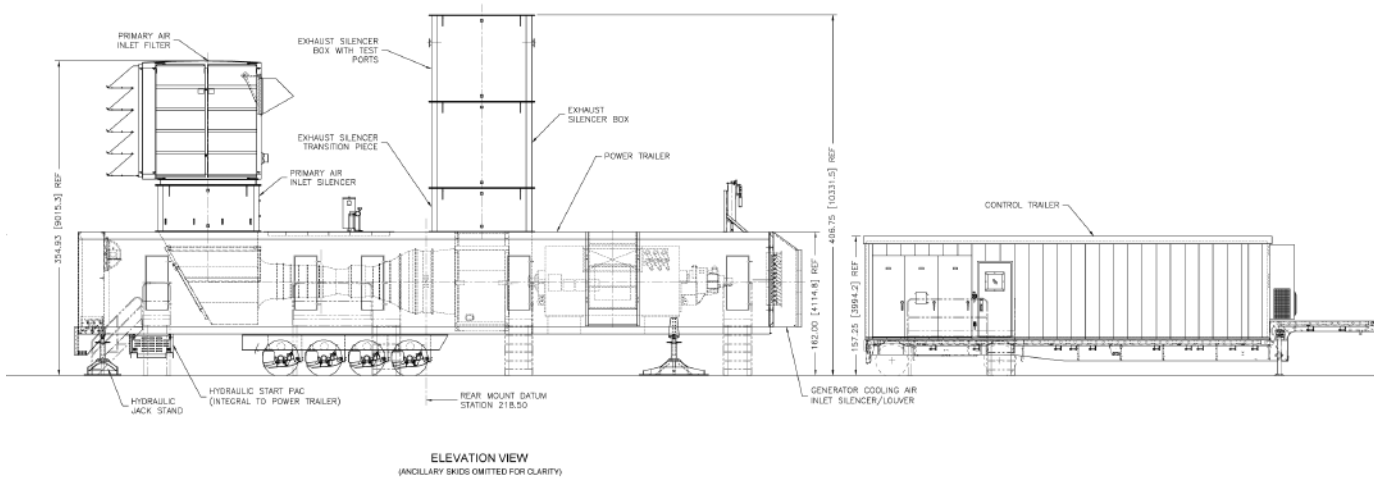 PRIMARY AIR
INLET FILTER
EXHAUST SILENCER
BOX WITH TEST
PORTS
EXHAUST
SILENCER BOX
EXHAUST SILENCER
TRANSITION PIECE
POWER TRAILER
PRIMARY AIR
INLET SILENCER
CONTROL TRAILER
354.93 [9015.3] REF
406.75 [10331.5] REF
162.00 [4114.8] REF
157.25 [3994.2] REF
HYDRAULIC
JACK STAND
HYDRAULIC START PAC
(INTEGRAL TO POWER TRAILER)
REAR MOUNT DATUM
STATION 218.50
GENERATOR COOLING AIR
INLET SILENCER/LOUVER
ELEVATION VIEW
(ANCILLARY SKIDS OMITTED FOR CLARITY)